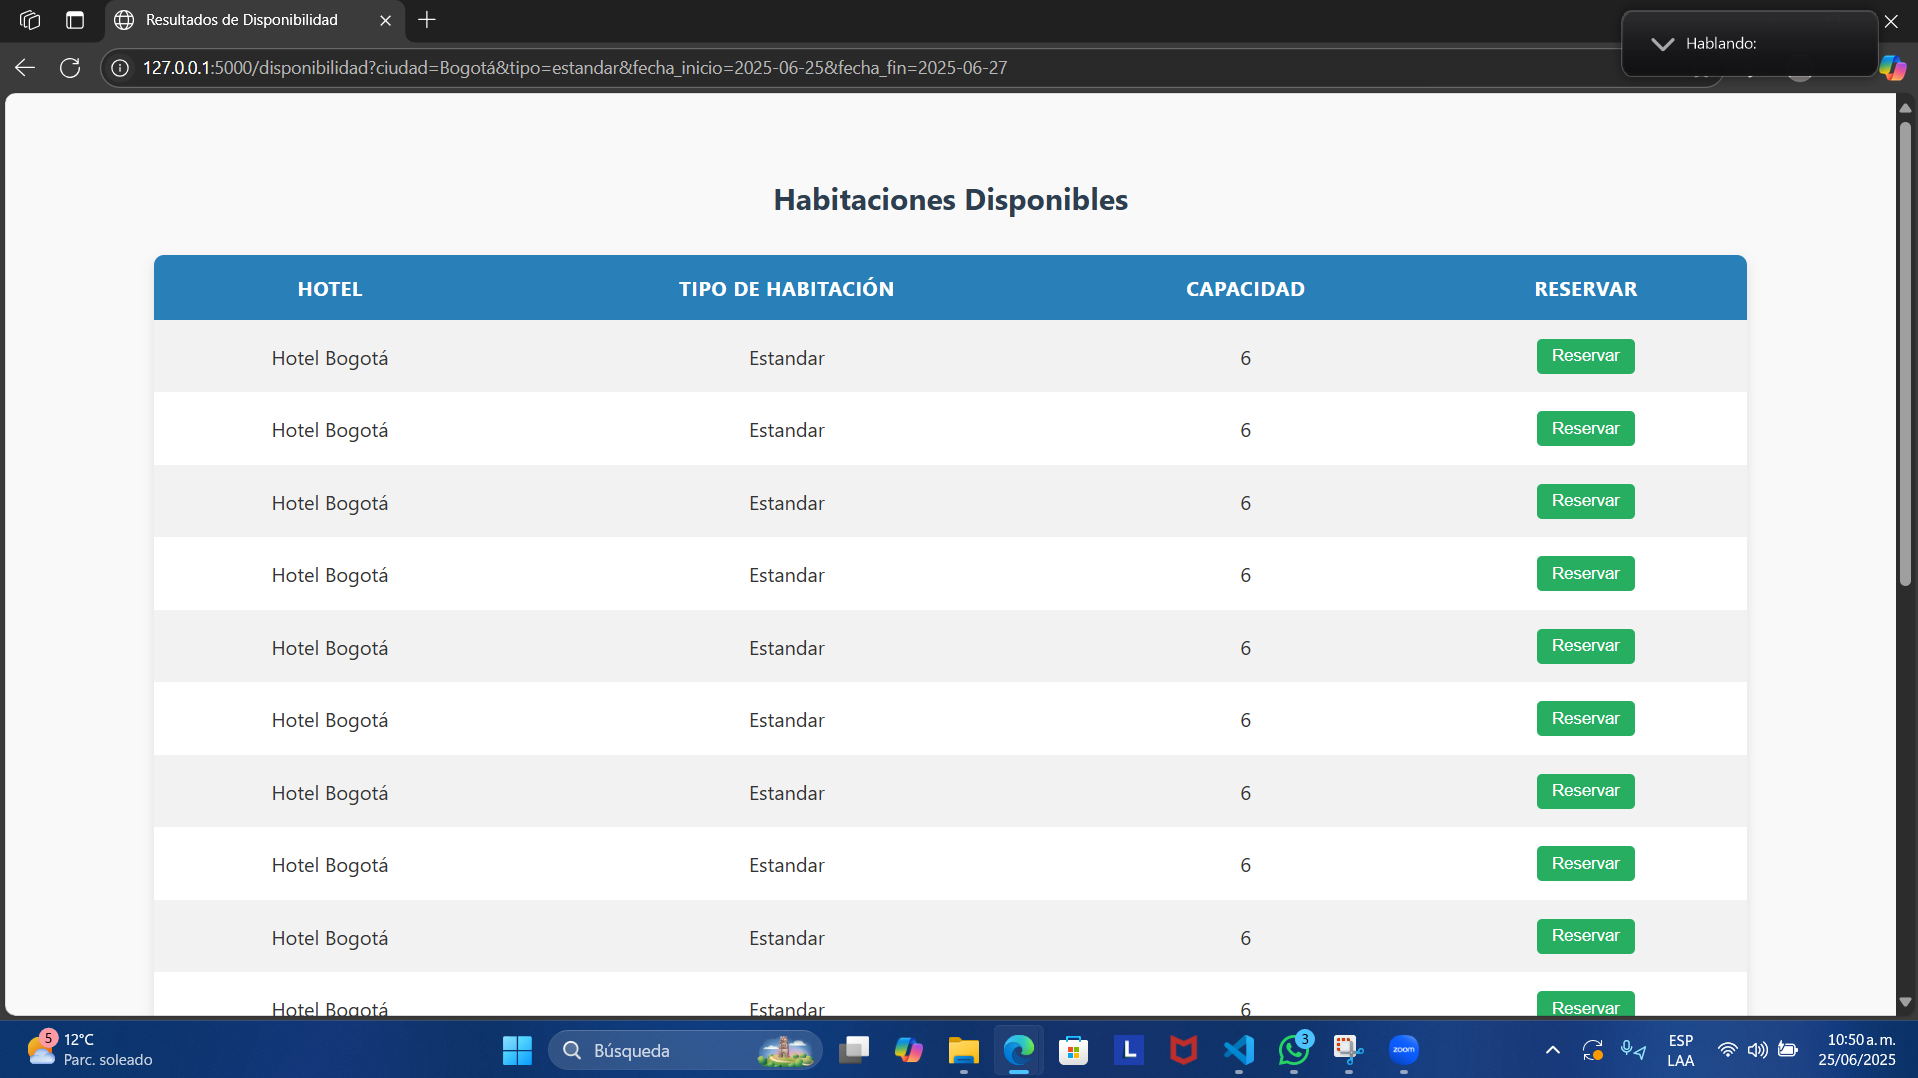 Resultados de Disponibilidad
Hablando:
127.0.0.1:5000/disponibilidad?ciudad=Bogotá&tipo=estandar&fecha_inicio=2025-06-25&fecha_fin=2025-06-27
Habitaciones Disponibles
HOTEL TIPO DE HABITACIÓN CAPACIDAD RESERVAR
Hotel Bogotá Estandar 6 Reservar
Hotel Bogotá Estandar 6 Reservar
Hotel Bogotá Estandar 6 Reservar
Hotel Bogotá Estandar 6 Reservar
Hotel Bogotá Estandar 6 Reservar
Hotel Bogotá Estandar 6 Reservar
Hotel Bogotá Estandar 6 Reservar
Hotel Bogotá Estandar 6 Reservar
Hotel Bogotá Estandar 6 Reservar
Hotel Bogotá Estandar 6 Reservar
5
12°C
Parc. soleado
Búsqueda
L
3
zoom
ESP
LAA
10:50 a. m.
25/06/2025